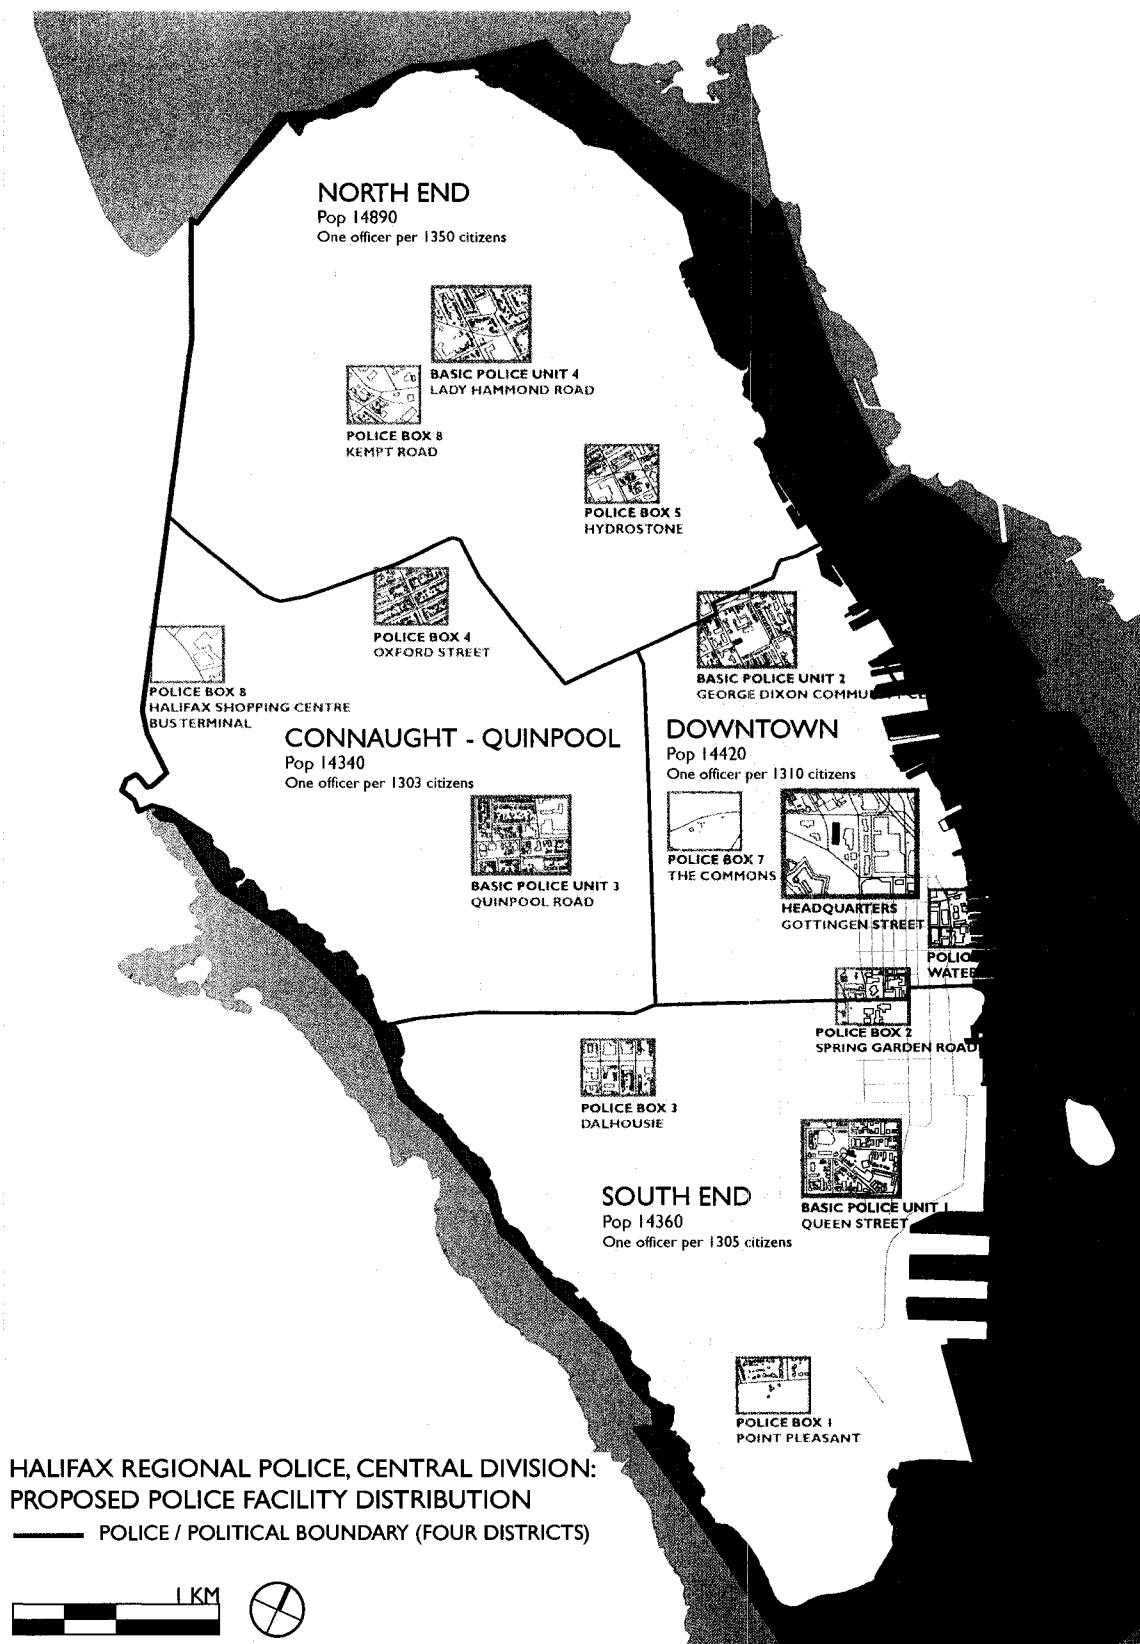 NORTH END
Pop 14890
One officer per 1350 citizens
BASIC POLICE UNIT 4
LADY HAMMOND ROAD
POLICE BOX 8
KEMPT ROAD
POLICE BOX 5
HYDROSTONE
POLICE BOX 4
OXFORD STREET
POLICE BOX 8
HALIFAX SHOPPING CENTRE
BUS TERMINAL
BASIC POLICE UNIT 2
GEORGE DIXON
CONNAUGHT - QUINPOOL
Pop 14340
One officer per 1303 citizens
DOWNTOWN
Pop 14420
One officer per 1310 citizens
BASIC POLICE UNIT 3
QUINPOOL ROAD
POLICE BOX 7
THE COMMONS
HEADQUARTERS
GOTTINGEN STREET
WATER
POLICE BOX 2
SPRING GARDEN ROAD
POLICE BOX 3
DALHOUSIE
BASIC POLICE UNIT 1
QUEEN STREET
SOUTH END
Pop 14360
One officer per 1305 citizens
POLICE BOX 1
POINT PLEASANT
HALIFAX REGIONAL POLICE, CENTRAL DIVISION:
PROPOSED POLICE FACILITY DISTRIBUTION
POLICE / POLITICAL BOUNDARY (FOUR DISTRICTS)
1 KM